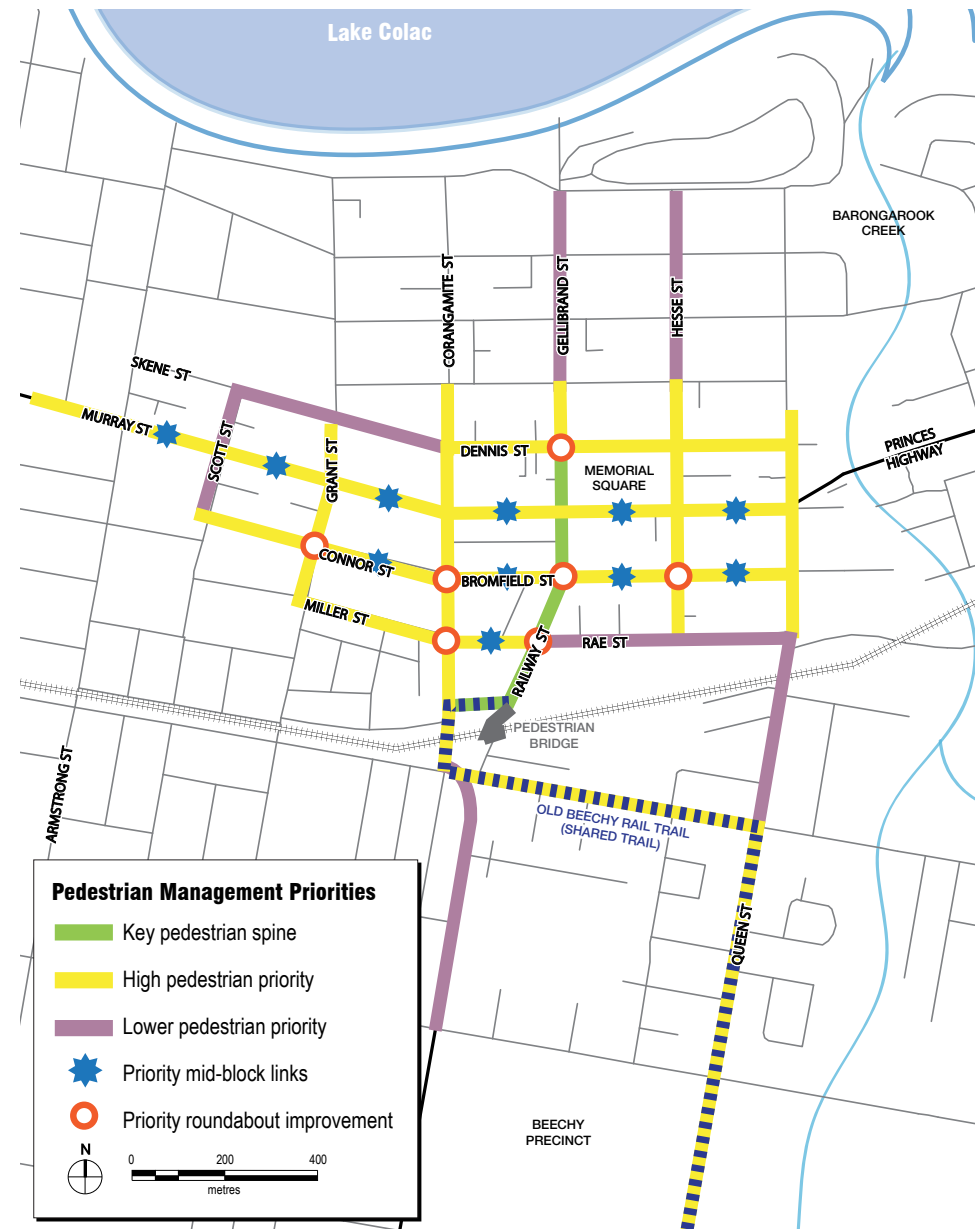 Lake Colac
BARONGAROOK
CREEK
CORANGAMITE ST
GELLIBRAND ST
HESSE ST
SKENE ST
MURRAY ST
SCOTT ST
GRANT ST
DENNIS ST
MEMORIAL
SQUARE
PRINCES
HIGHWAY
CONNOR ST
BROMFIELD ST
MILLER ST
RAE ST
RAILWAY ST
PEDESTRIAN
BRIDGE
ARMSTRONG ST
OLD BEECHY RAIL TRAIL
(SHARED TRAIL)
QUEEN ST
BEECHY
PRECINCT
Pedestrian Management Priorities
Key pedestrian spine
High pedestrian priority
Lower pedestrian priority
Priority mid-block links
Priority roundabout improvement
N
0 200 400
metres